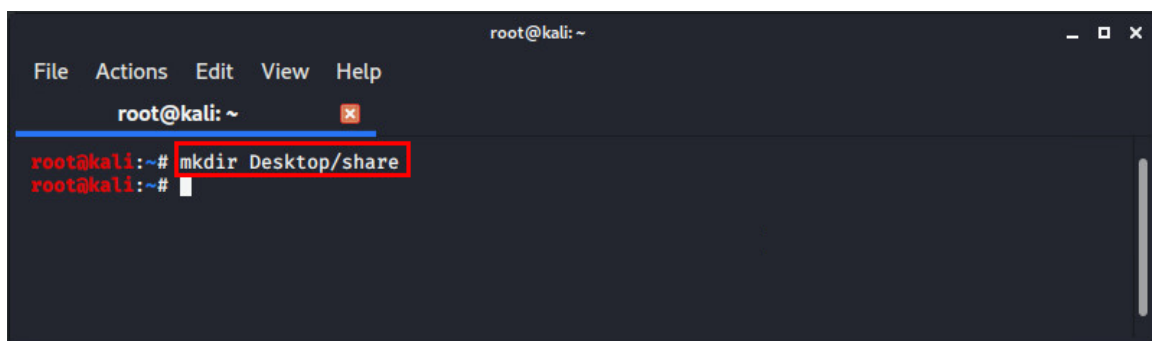 root@kali: ~
File Actions Edit View Help
root@kali: ~
root@kali:~# mkdir Desktop/share
root@kali:~#